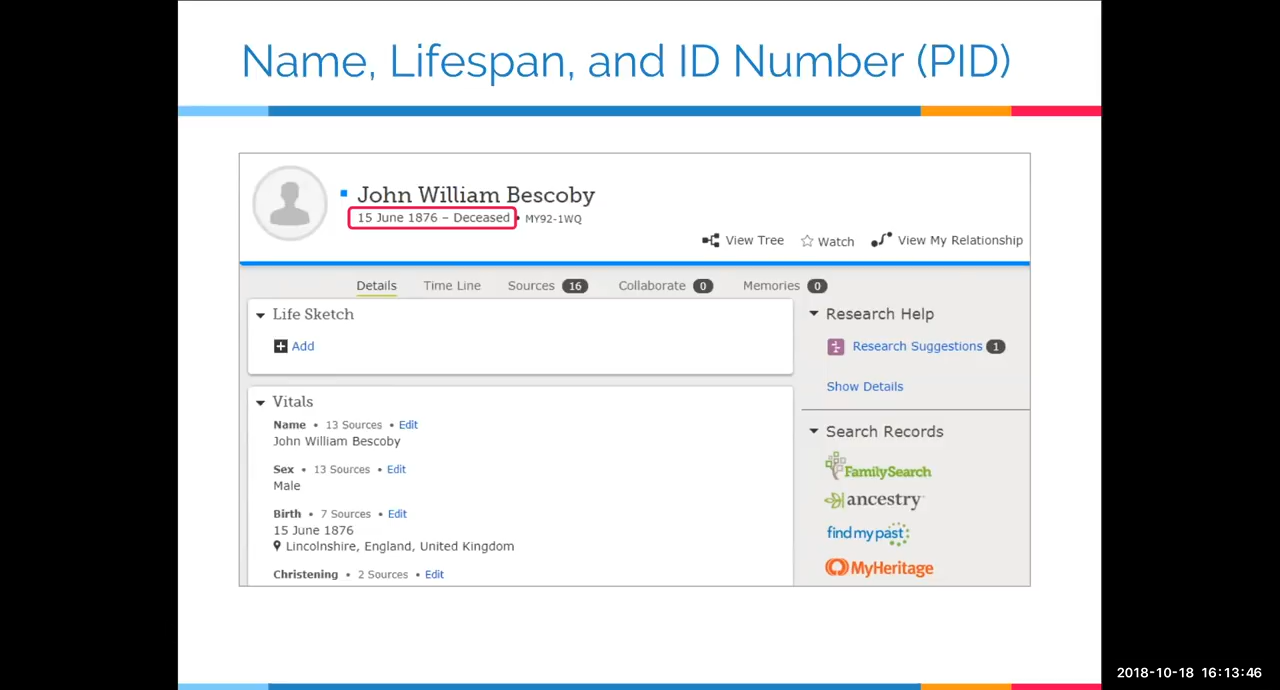 Name, Lifespan, and ID Number (PID)
John William Bescoby
15 June 1876 – Deceased • MY92-1WQ
View Tree Watch View My Relationship
Details Time Line Sources 16 Collaborate 0 Memories 0
Life Sketch
Add
Vitals
Name • 13 Sources • Edit
John William Bescoby
Sex • 13 Sources • Edit
Male
Birth • 7 Sources • Edit
15 June 1876
Lincolnshire, England, United Kingdom
Christening • 2 Sources • Edit
Research Help
Research Suggestions 1
Show Details
Search Records
FamilySearch
ancestry
findmypast
MyHeritage
2018-10-18 16:13:46